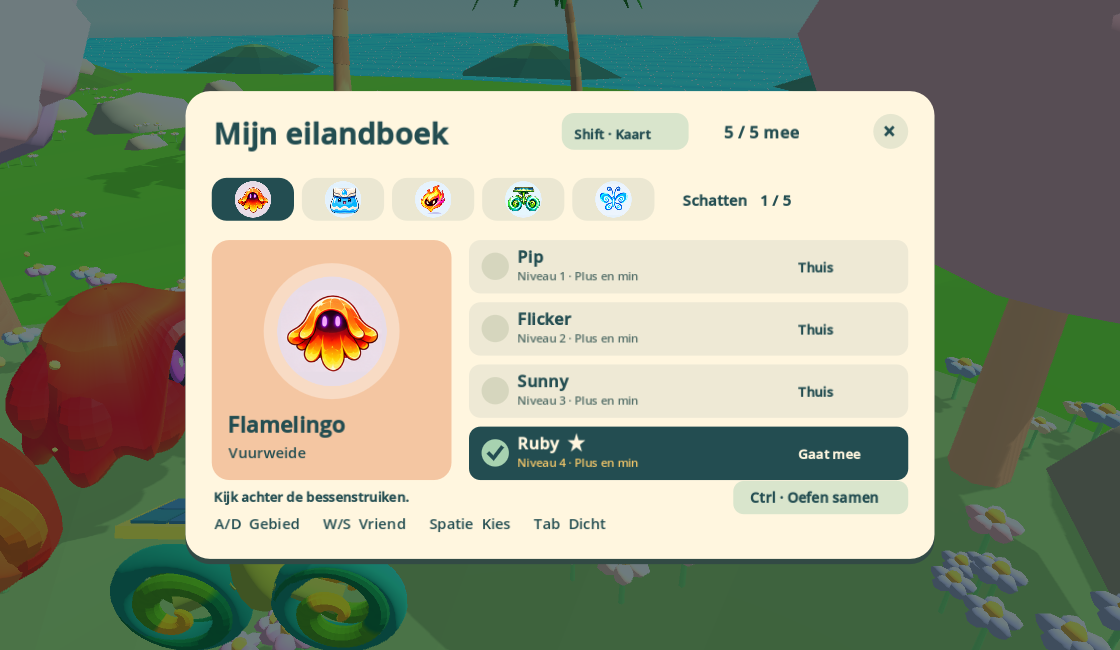 Mijn eilandboek
Shift · Kaart
5 / 5 mee
×
Schatten 1 / 5
Flamelingo
Vuurweide
Pip
Niveau 1 · Plus en min
Thuis
Flicker
Niveau 2 · Plus en min
Thuis
Sunny
Niveau 3 · Plus en min
Thuis
Ruby ★
Niveau 4 · Plus en min
Gaat mee
Kijk achter de bessenstruiken.
Ctrl · Oefen samen
A/D Gebied W/S Vriend Spatie Kies Tab Dicht